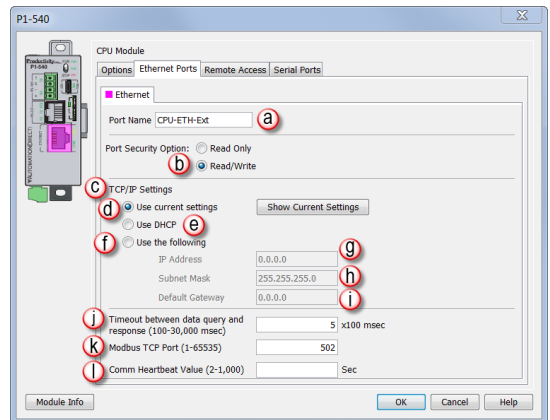 P1-540
CPU Module
Options Ethernet Ports Remote Access Serial Ports
Ethernet
Port Name CPU-ETH-Ext a
Port Security Option: Read Only
b Read/Write
c TCP/IP Settings
d Use current settings Show Current Settings
Use DHCP e
f Use the following
IP Address 0.0.0.0 g
Subnet Mask 255.255.255.0 h
Default Gateway 0.0.0.0 i
j Timeout between data query and
response (100-30,000 msec) 5 x100 msec
k Modbus TCP Port (1-65535) 502
l Comm Heartbeat Value (2-1,000) Sec
Module Info OK Cancel Help
P1-540